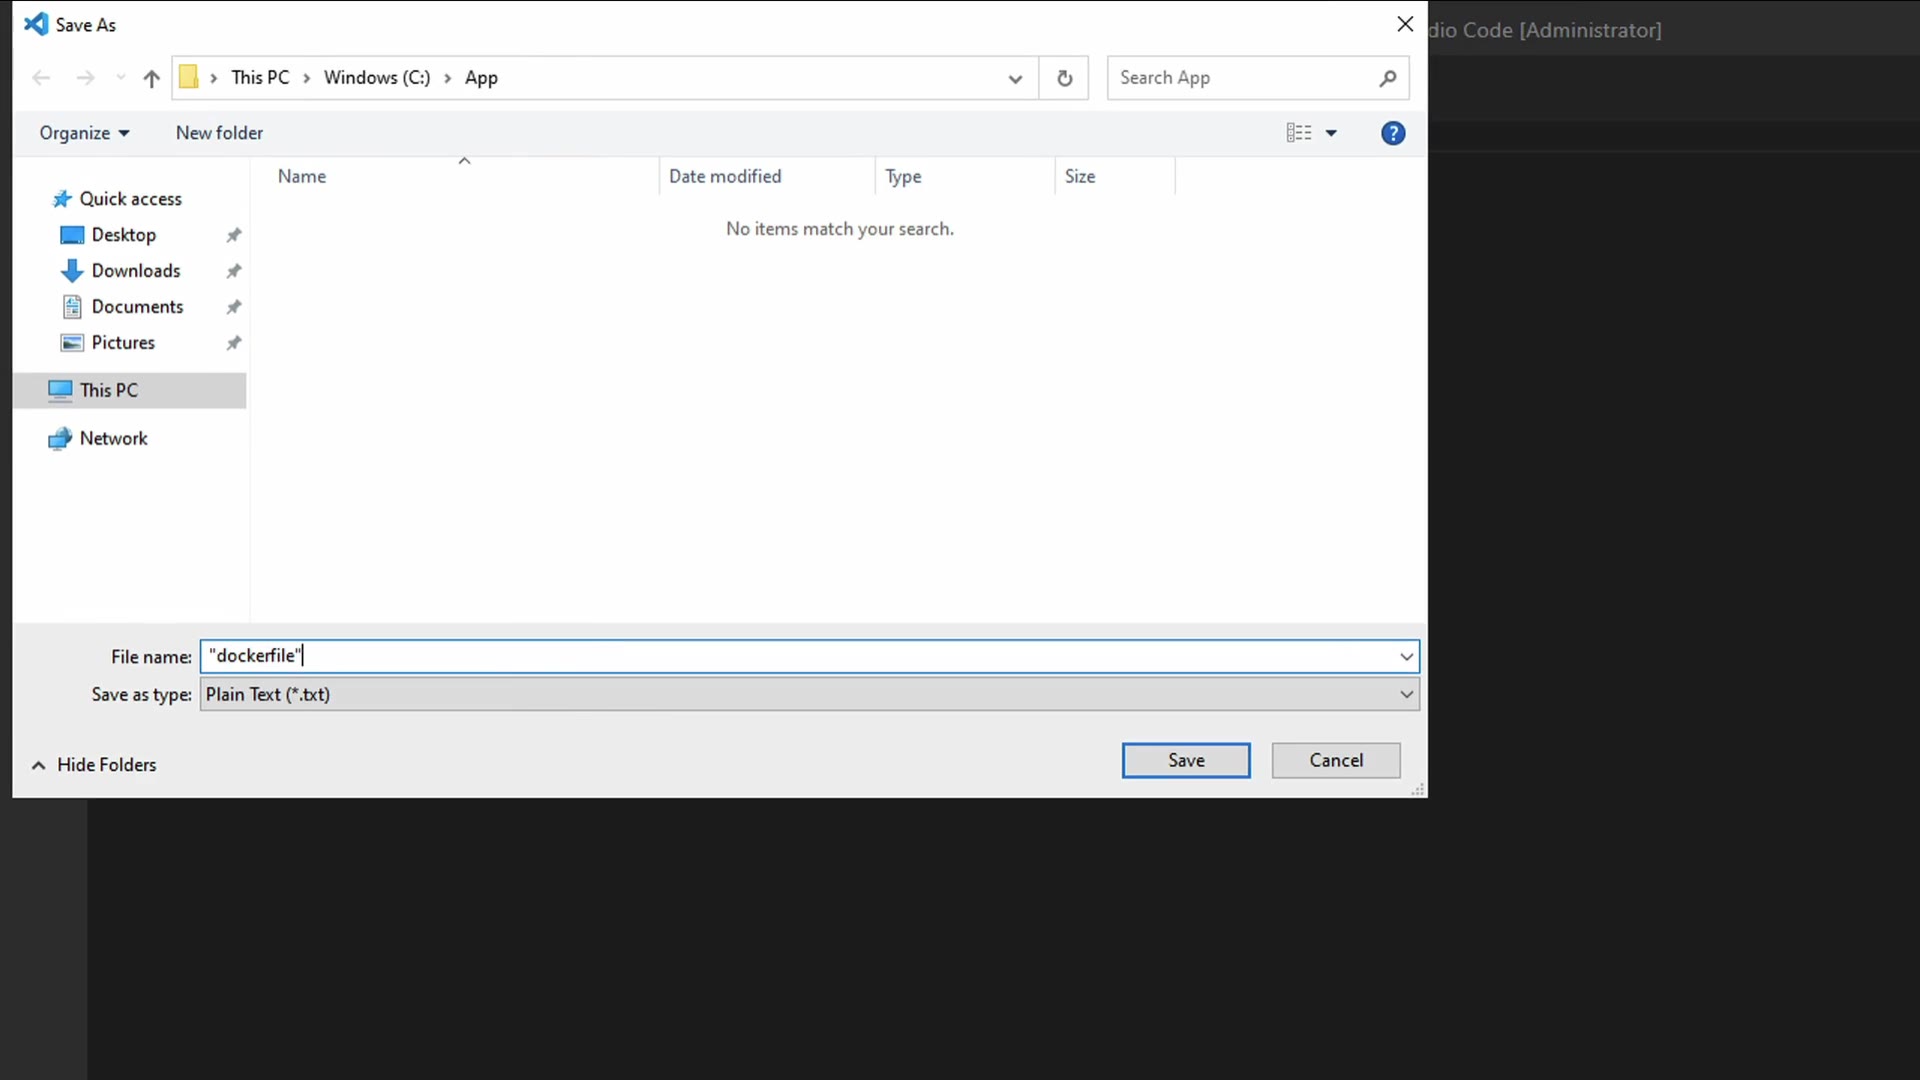 Save As
dio Code [Administrator]
This PC > Windows (C:) > App
Search App
Organize
New folder
?
Name
Date modified
Type
Size
No items match your search.
Quick access
Desktop
Downloads
Documents
Pictures
This PC
Network
File name: "dockerfile"
Save as type: Plain Text (*.txt)
Hide Folders
Save
Cancel